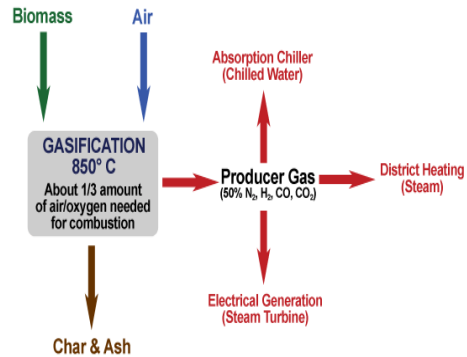 Biomass
Air
GASIFICATION
850° C
About 1/3 amount
of air/oxygen needed
for combustion
Char & Ash
Absorption Chiller
(Chilled Water)
Producer Gas
(50% N₂, H₂, CO, CO₂)
District Heating
(Steam)
Electrical Generation
(Steam Turbine)